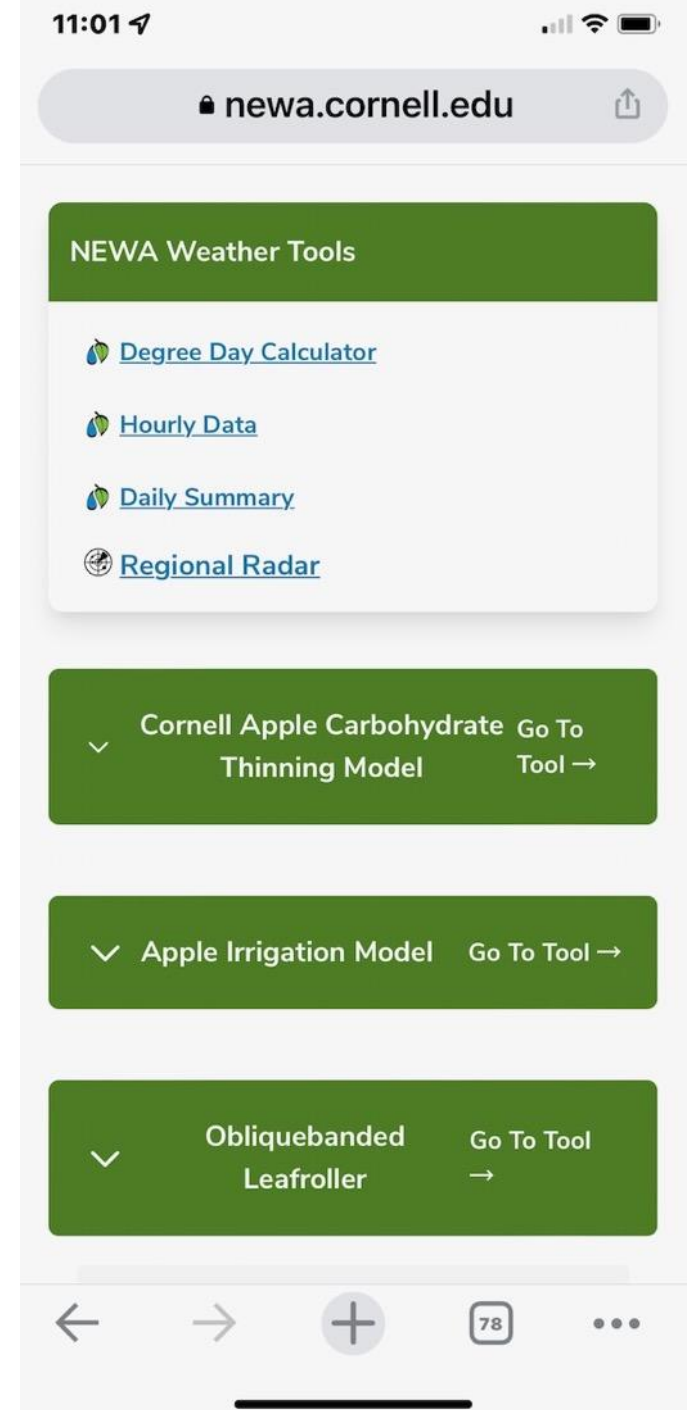 11:01
newa.cornell.edu
NEWA Weather Tools
Degree Day Calculator
Hourly Data
Daily Summary
Regional Radar
Cornell Apple Carbohydrate
Thinning Model
Go To
Tool →
Apple Irrigation Model Go To Tool →
Obliquebanded
Leafroller
Go To Tool
→
78